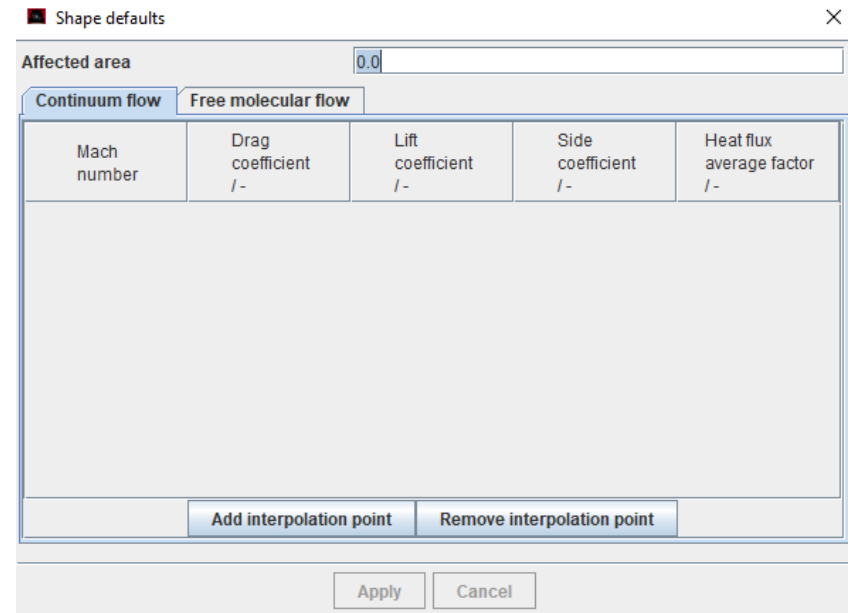 Shape defaults
Affected area 0.0
Continuum flow Free molecular flow
Mach number
Drag coefficient / -
Lift coefficient / -
Side coefficient / -
Heat flux average factor / -
Add interpolation point Remove interpolation point
Apply Cancel